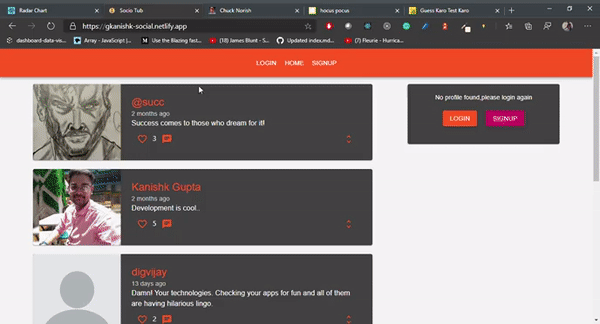 Radar Chart
Socio Tub
Chuck Norish
hocus pocus
Guess Karo Test Karo
https://gkanishk-social.netlify.app
dashboard-data-vis...
Array - JavaScript |...
Use the Blazing fast...
(18) James Blunt - S...
Updated index.md...
(7) Fleurie - Hurrica...
LOGIN HOME SIGNUP
@succ
2 months ago
Success comes to those who dream for it!!
3
No profile found,please login again
LOGIN SIGNUP
Kanishk Gupta
2 months ago
Development is cool..
5
digvijay
13 days ago
Damn! Your technologies. Checking your apps for fun and all of them
are having hilarious lingo.
2